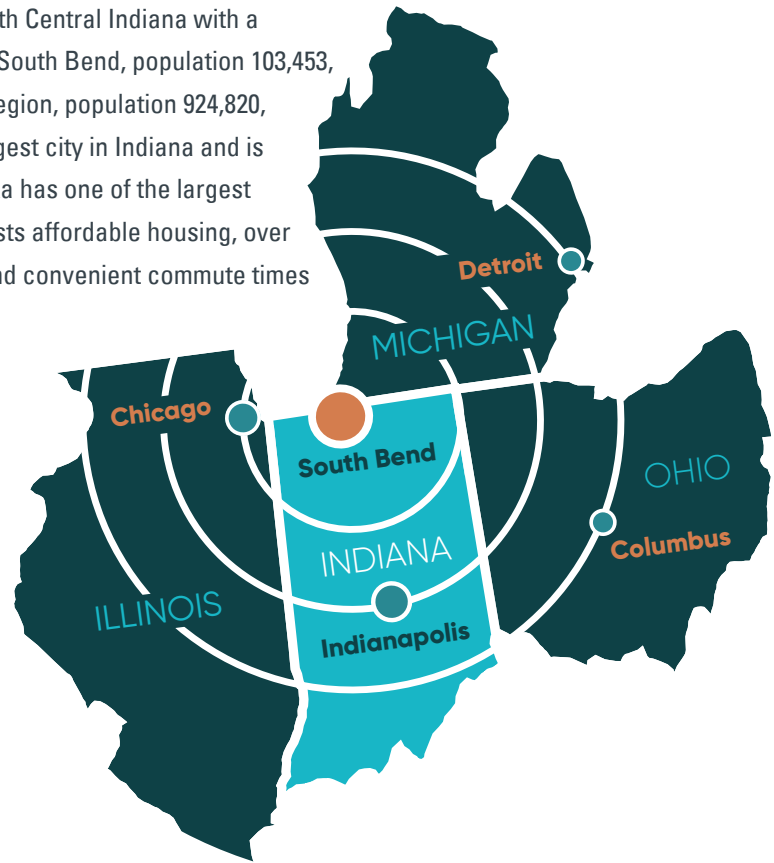 th Central Indiana with a
South Bend, population 103,453,
egion, population 924,820,
gest city in Indiana and is
a has one of the largest
sts affordable housing, over
nd convenient commute times
Detroit
MICHIGAN
Chicago
South Bend
OHIO
Columbus
INDIANA
ILLINOIS
Indianapolis